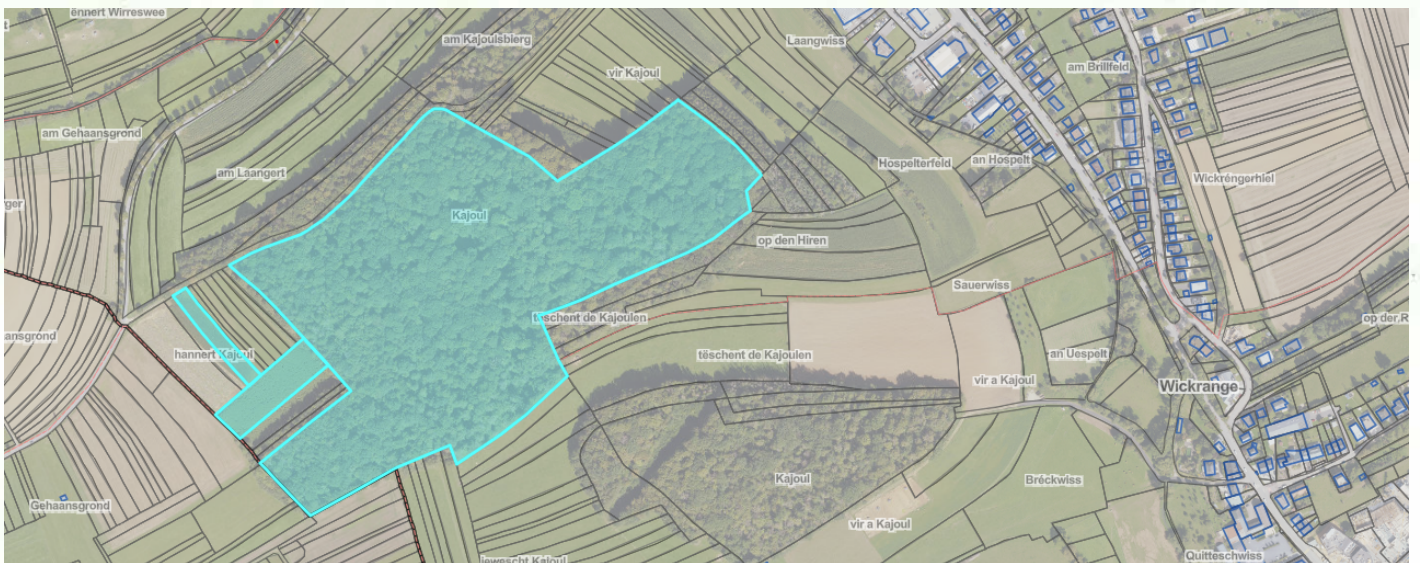 ënnert Wirreswee
am Kajoulsbierg
Laangwiss
am Brillfeld
vir Kajoul
am Gehaansgrond
Hospelterfeld
an Hospelt
am Laangert
Wickréngerhiel
Kajoul
op den Hiren
Sauerwiss
tëschent de Kajoulen
hannert Kajoul
tëschent de Kajoulen
an Uespelt
vir a Kajoul
Wickrange
Kajoul
Bréckwiss
Gehaansgrond
vir a Kajoul
Quitteschwiss